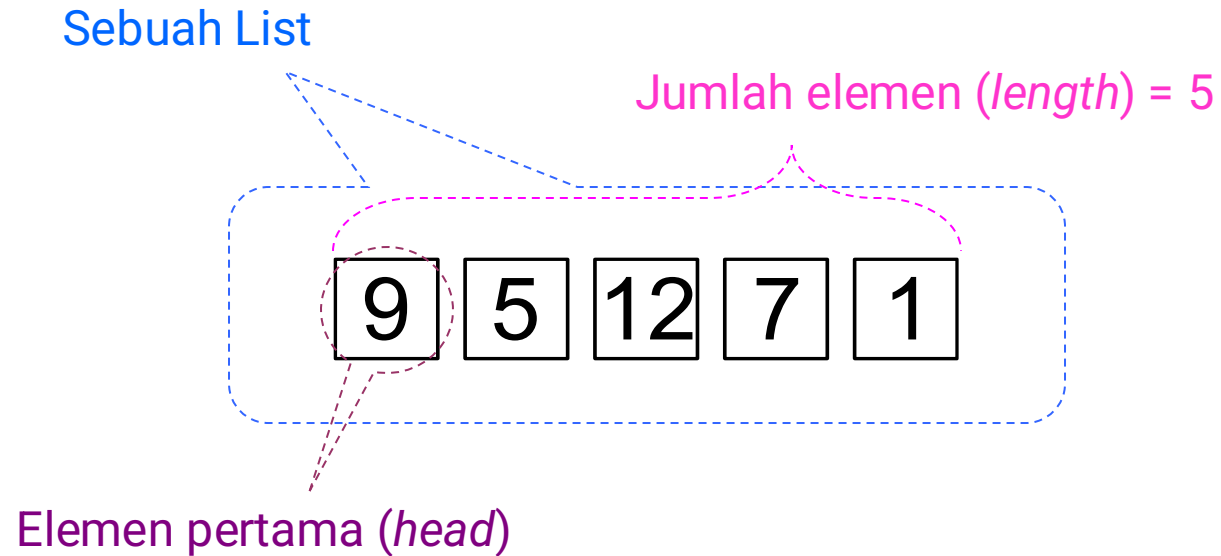 Sebuah List
Jumlah elemen (length) = 5
9 5 12 7 1
Elemen pertama (head)